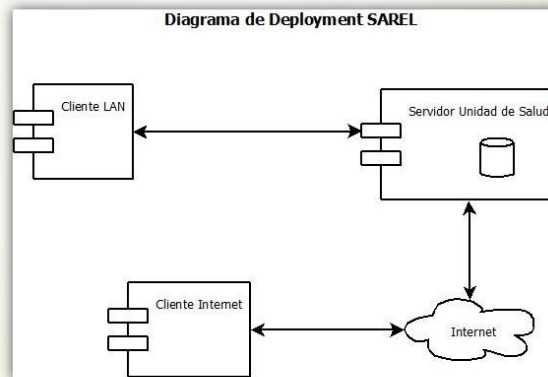 Diagrama de Deployment SAREL
Cliente LAN
Servidor Unidad de Salud
Cliente Internet
Internet